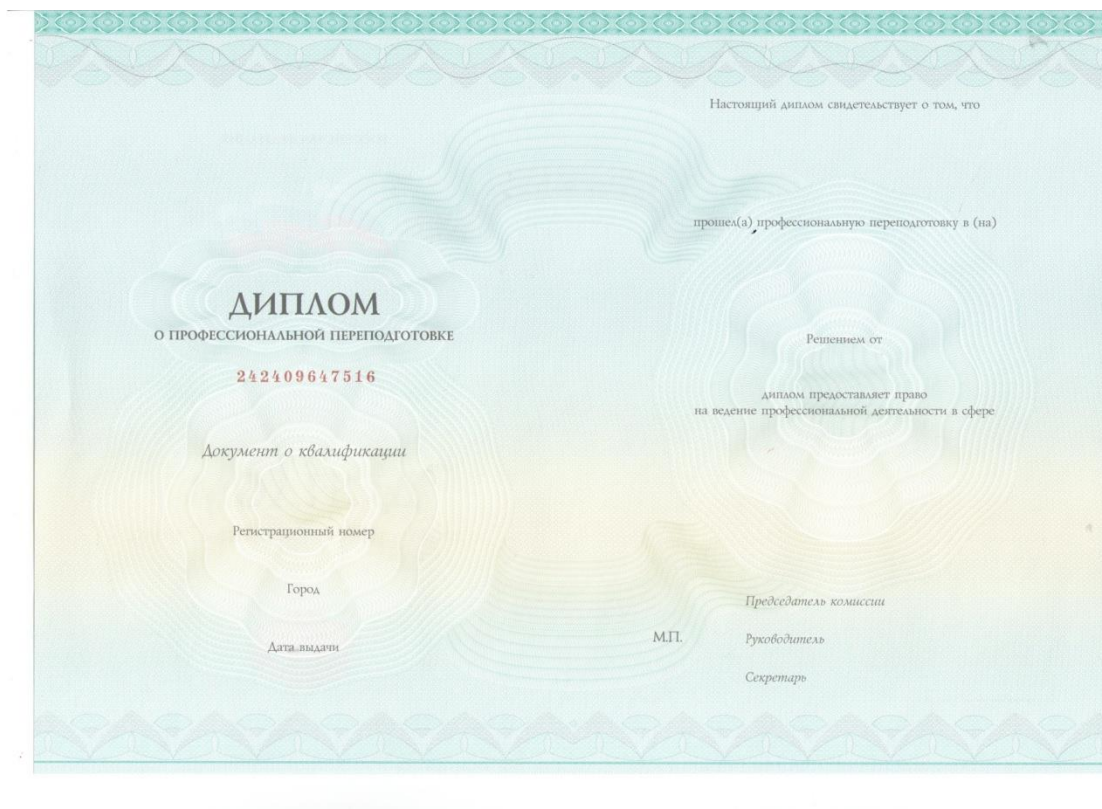 ДИПЛОМ
О ПРОФЕССИОНАЛЬНОЙ ПЕРЕПОДГОТОВКЕ
242409647516
Документ о квалификации
Регистрационный номер
Город
Дата выдачи
Настоящий диплом свидетельствует о том, что
прошел(а) профессиональную переподготовку в (на)
Решением от
диплом предоставляет право
на ведение профессиональной деятельности в сфере
Председатель комиссии
М.П.
Руководитель
Секретарь